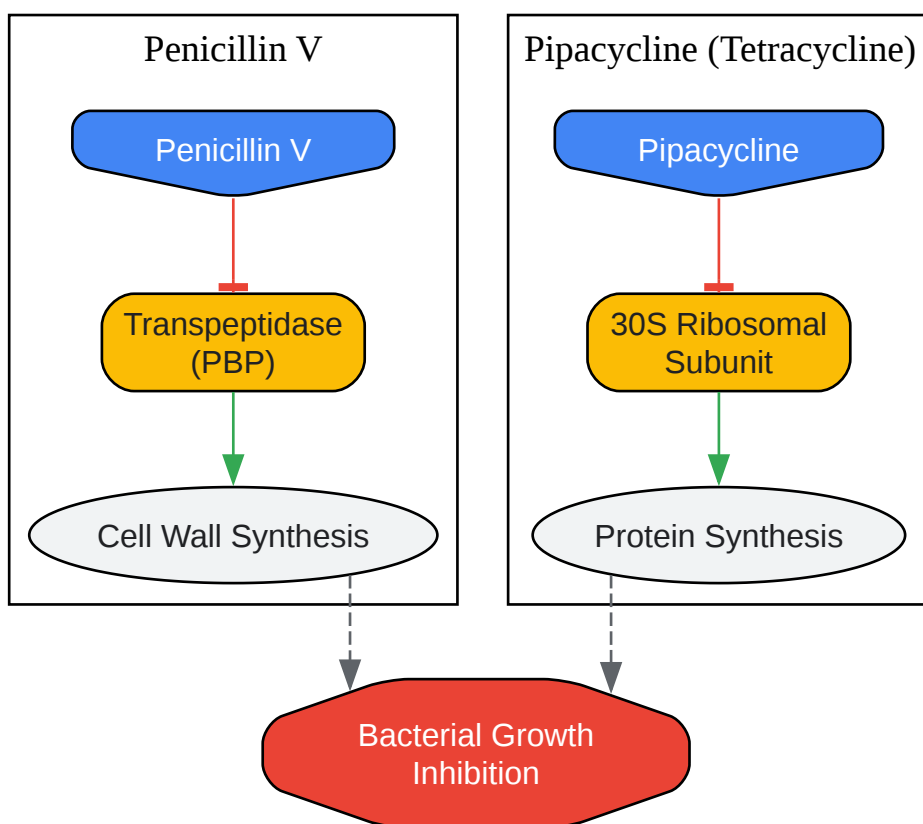 Penicillin V
Penicillin V
Transpeptidase
(PBP)
Cell Wall Synthesis
Pipacycline (Tetracycline)
Pipacycline
30S Ribosomal
Subunit
Protein Synthesis
Bacterial Growth
Inhibition